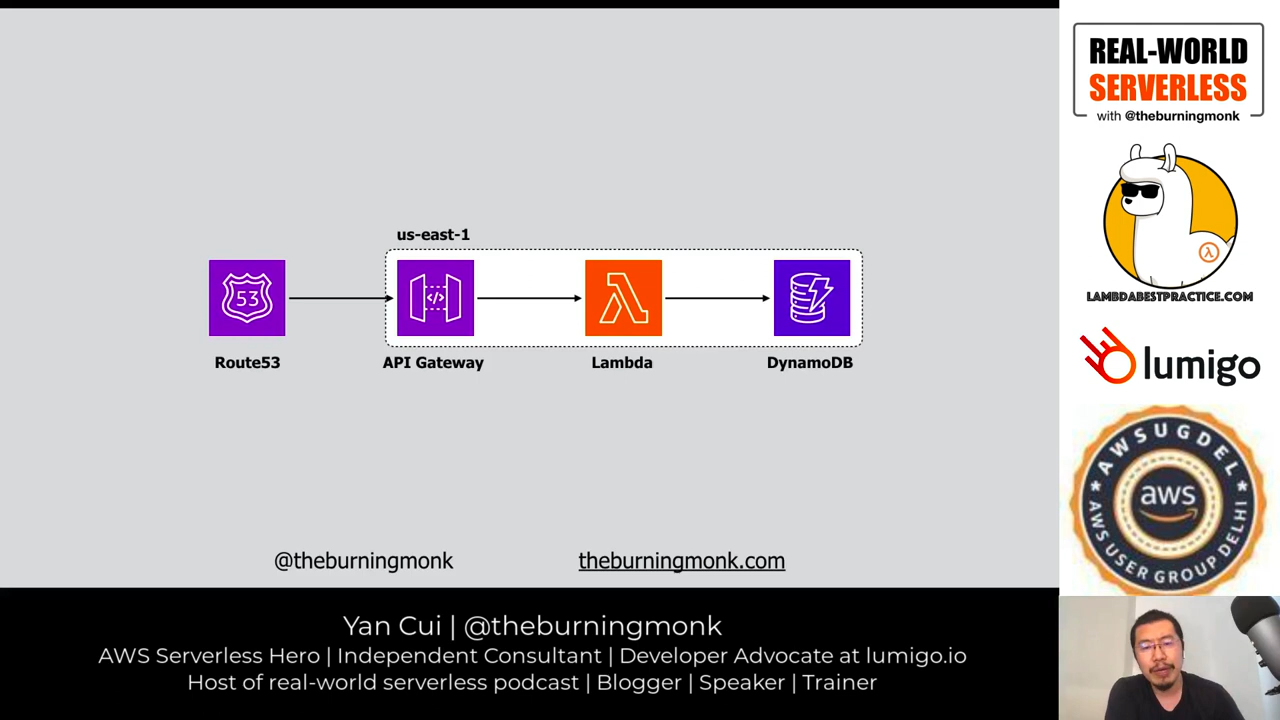 us-east-1
53
</>
Route53
API Gateway
Lambda
DynamoDB
@theburningmonk
theburningmonk.com
Yan Cui | @theburningmonk
AWS Serverless Hero | Independent Consultant | Developer Advocate at lumigo.io
Host of real-world serverless podcast | Blogger | Speaker | Trainer
REAL-WORLD
SERVERLESS
with @theburningmonk
λ
LAMBDABESTPRACTICE.COM
lumigo
* AWSUGDEL *
aws
AWS USER GROUP DELHI